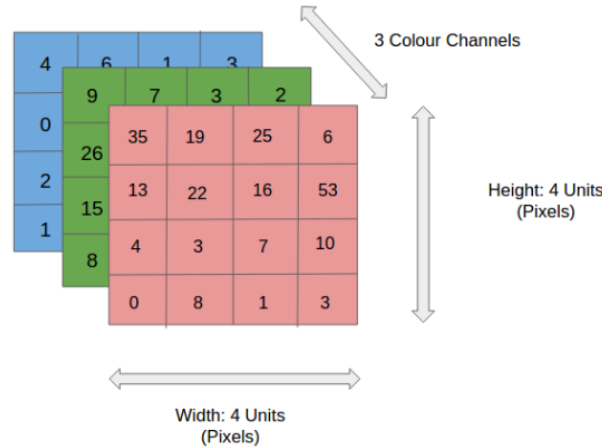 3 Colour Channels
4 6 1 3
9 7 3 2
35 19 25 6
0
26
13 22 16 53
Height: 4 Units
(Pixels)
2
15
4 3 7 10
1
8
0 8 1 3
Width: 4 Units
(Pixels)